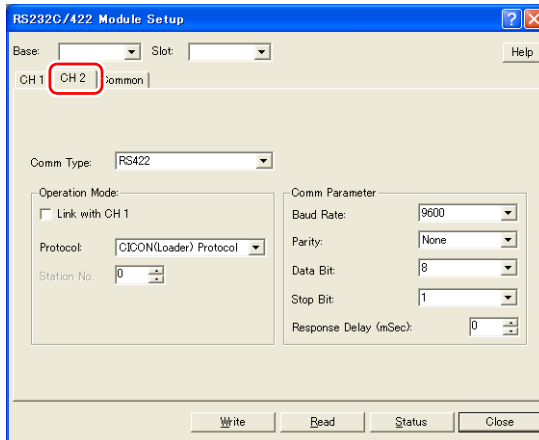 RS232C/422 Module Setup
Base: Slot: Help
CH 1 CH 2 Common
Comm Type: RS422
Operation Mode: Comm Parameter
Link with CH 1 Baud Rate: 9600
Protocol: CICON(Loader) Protocol Parity: None
Station No. 0 Data Bit: 8
Stop Bit: 1
Response Delay (mSec): 0
Write Read Status Close